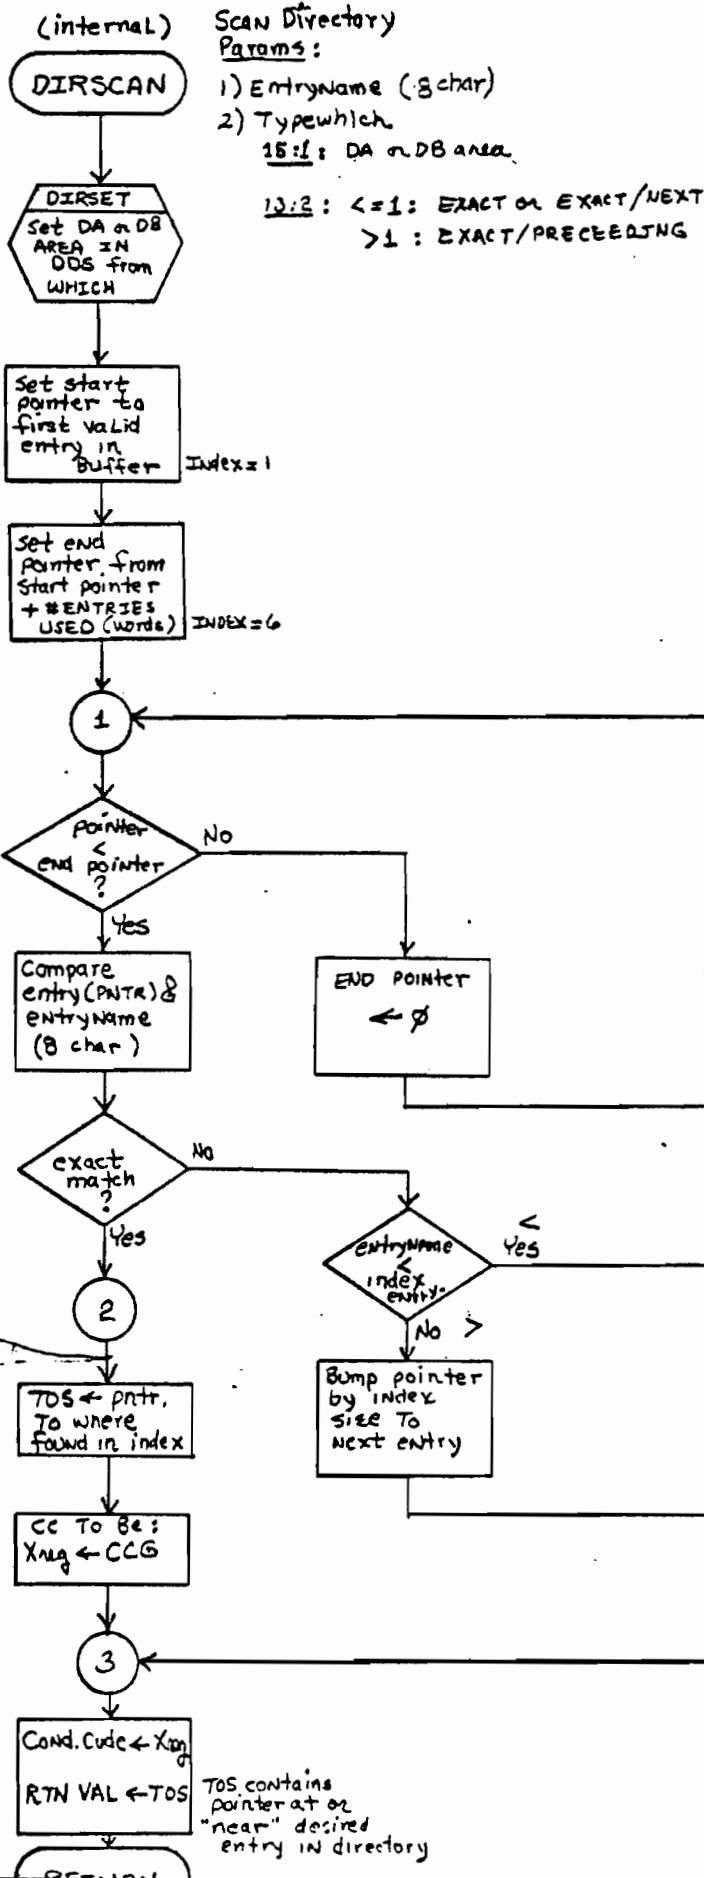 (internal)
Scan Directory
Params:
DIRSCAN
1) EntryName (8 char)
2) Typewhich
15:1: DA or DB area
13:2: <=1: EXACT or EXACT/NEXT
>1: EXACT/PRECEEDING
DIRSET
Set DA or DB
AREA IN
DDS from
WHICH
Set start
pointer to
first valid
entry in
Buffer
Index=1
Set end
pointer from
start pointer
+ #ENTRIES
USED (words)
INDEX=6
1
pointer
<
end pointer
?
No
Yes
Compare
entry(PNTR) &
entryName
(8 char)
END POINTER
← Ø
exact
match
?
No
Yes
entryName
<
index
entry.
<
Yes
No >
2
Bump pointer
by index
size To
Next entry
TOS ← pntr.
To where
found in index
CC To Be:
Xreg ← CCG
3
Cond. Code ← Xreg
RTN VAL ← TOS
TOS contains
pointer at or
"near" desired
entry in directory
RETURN